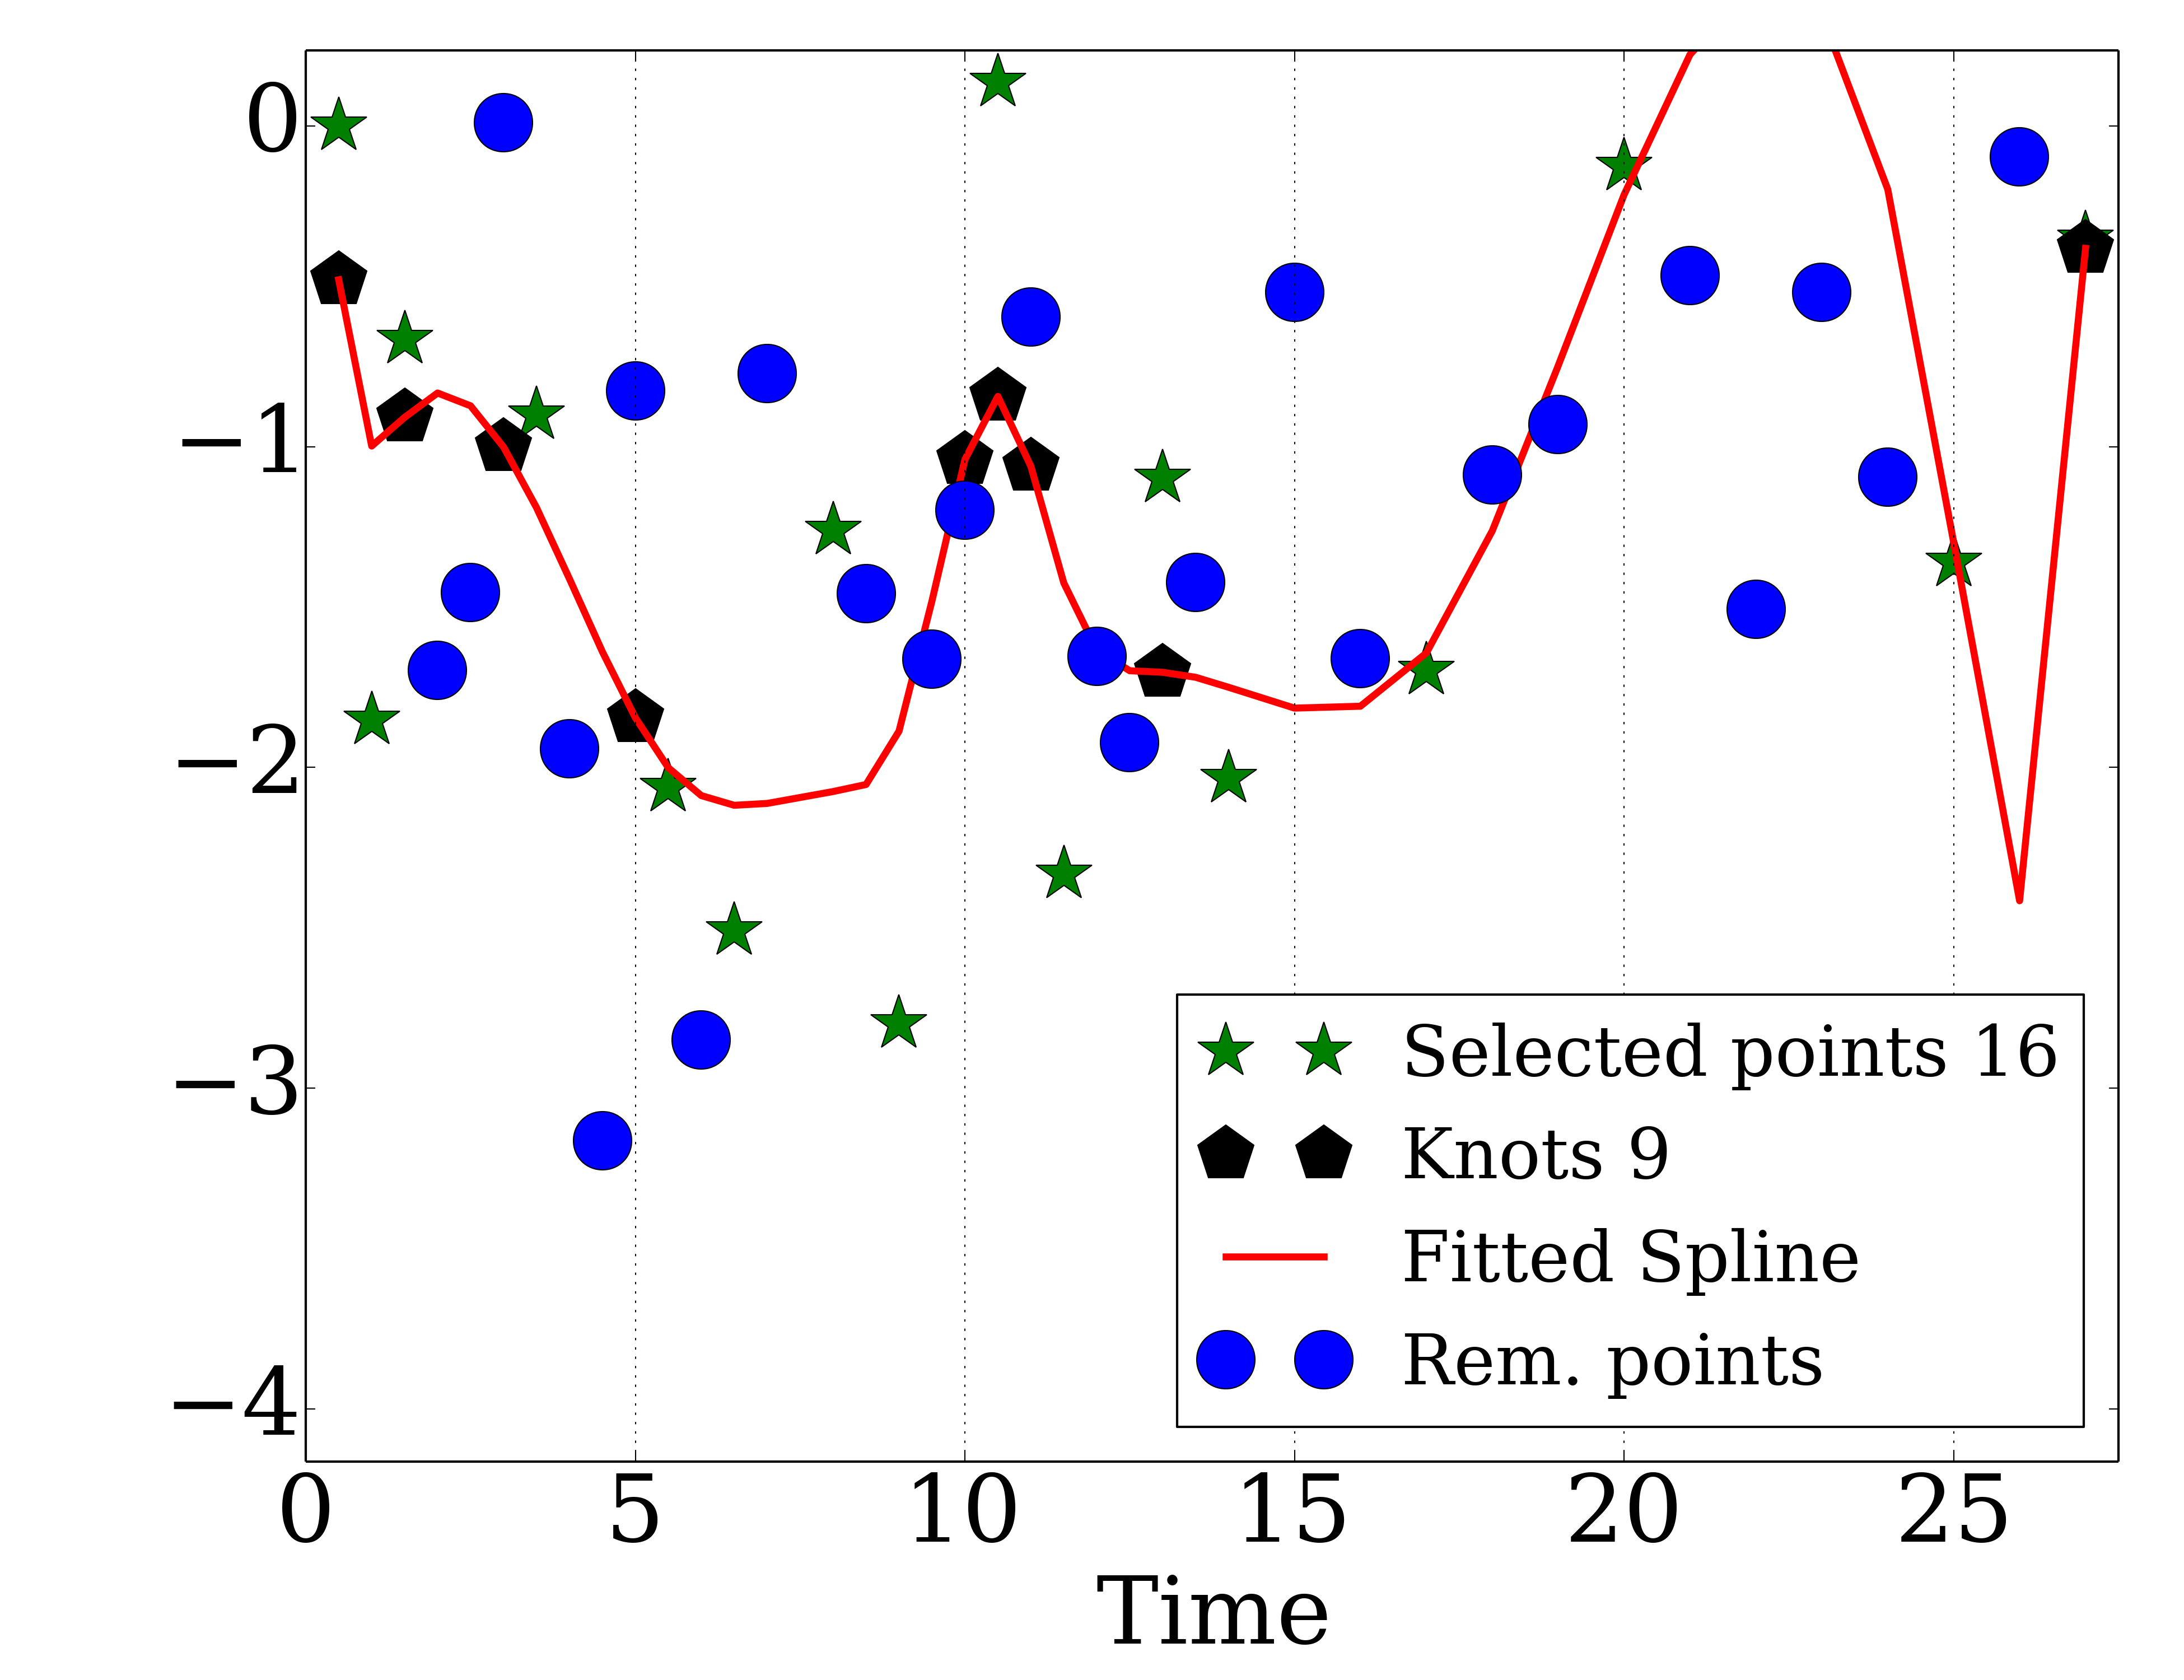 0
−1
−2
−3
−4
Selected points 16
Knots 9
Fitted Spline
Rem. points
0 5 10 15 20 25
Time